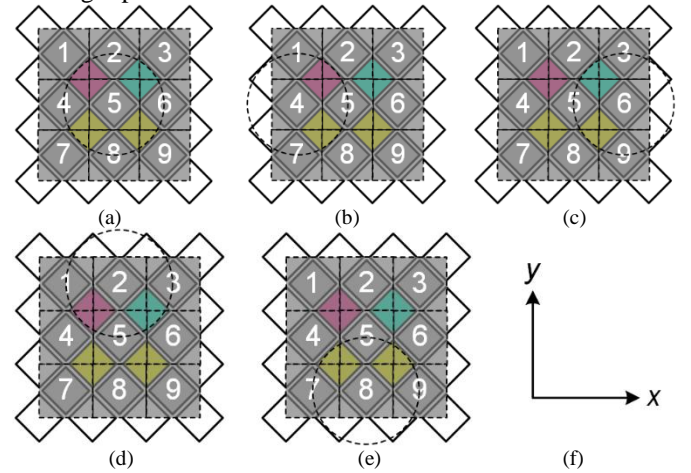 1 2 3 1 2 3 1 2 3
4 5 6 4 5 6 4 5 6
7 8 9 7 8 9 7 8 9
(a) (b) (c)
1 2 3 1 2 3 y
4 5 6 4 5 6
7 8 9 7 8 9 x
(d) (e) (f)